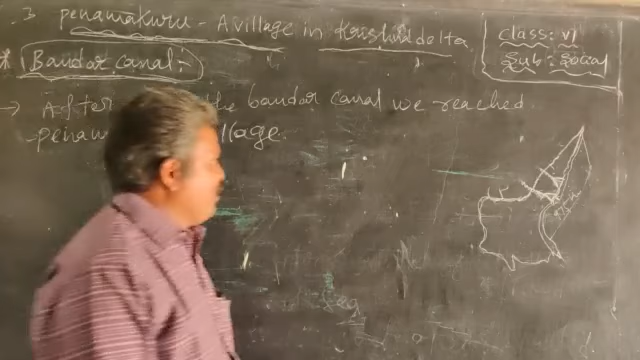 3 penamakuru - A village in Krishna delta
class: VI
Sub: Social
* Bandar canal :-
→ After the bandar canal we reached
penam llage.